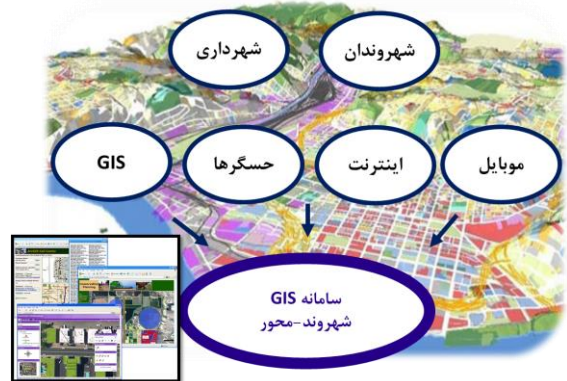 شهروندان
شهرداری
موبایل
اینترنت
حسگرها
GIS
سامانه GIS
شهروند-محور